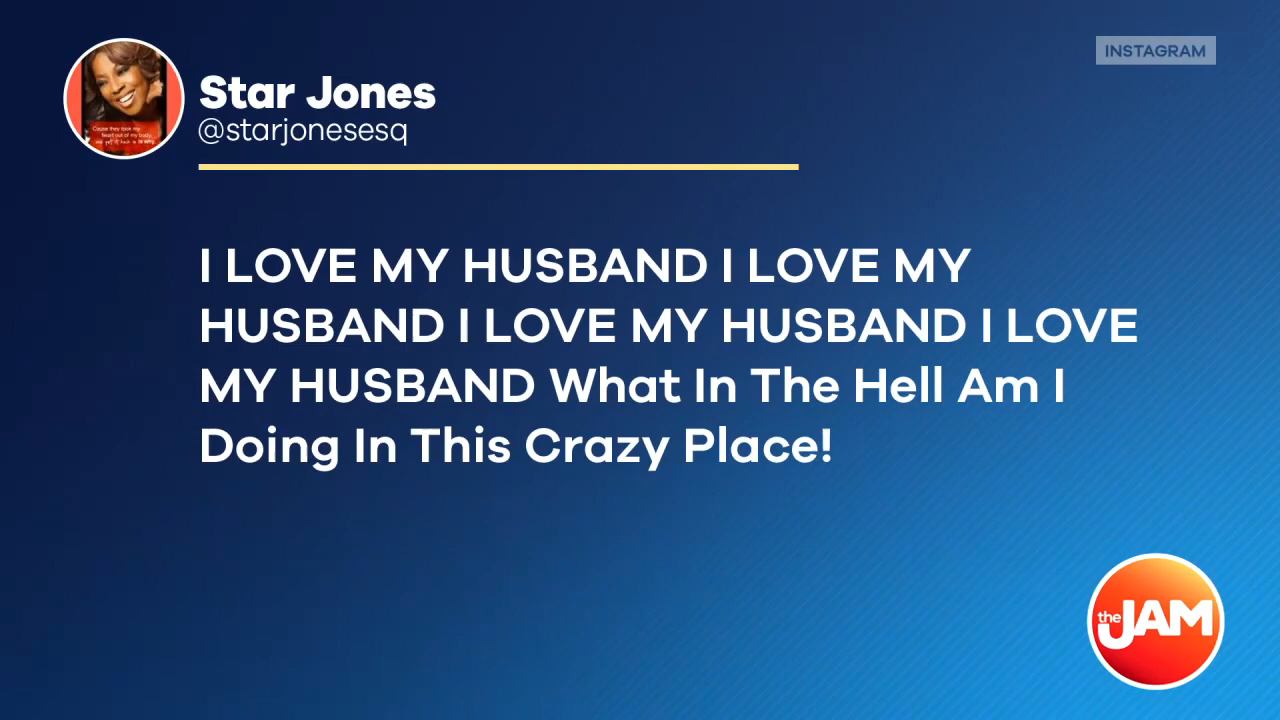 INSTAGRAM
Star Jones
@starjonesesq
I LOVE MY HUSBAND I LOVE MY
HUSBAND I LOVE MY HUSBAND I LOVE
MY HUSBAND What In The Hell Am I
Doing In This Crazy Place!
the JAM